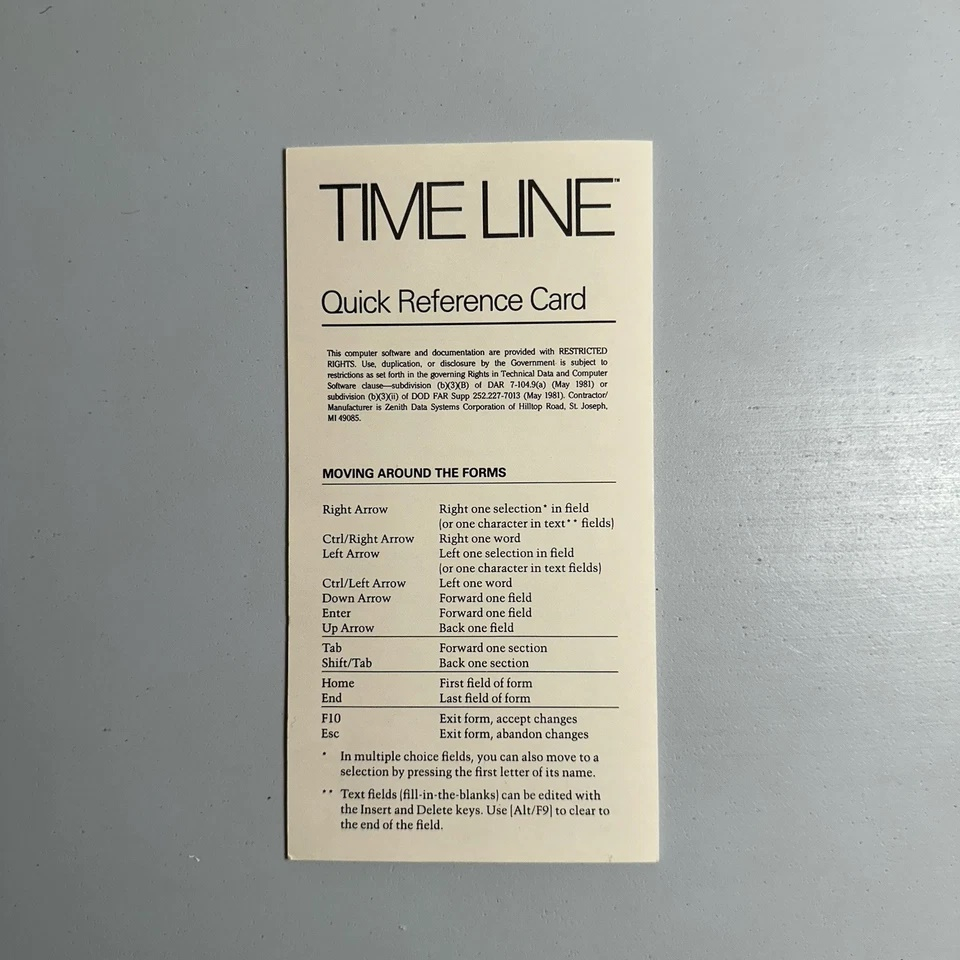 TIME LINE™
Quick Reference Card
This computer software and documentation are provided with RESTRICTED
RIGHTS. Use, duplication, or disclosure by the Government is subject to
restrictions as set forth in the governing Rights in Technical Data and Computer
Software clause—subdivision (b)(3)(B) of DAR 7-104.9(a) (May 1981) or
subdivision (b)(3)(ii) of DOD FAR Supp 252.227-7013 (May 1981). Contractor/
Manufacturer is Zenith Data Systems Corporation of Hilltop Road, St. Joseph,
MI 49085.
MOVING AROUND THE FORMS
Right Arrow Right one selection* in field
(or one character in text** fields)
Ctrl/Right Arrow Right one word
Left Arrow Left one selection in field
(or one character in text fields)
Ctrl/Left Arrow Left one word
Down Arrow Forward one field
Enter Forward one field
Up Arrow Back one field
Tab Forward one section
Shift/Tab Back one section
Home First field of form
End Last field of form
F10 Exit form, accept changes
Esc Exit form, abandon changes
* In multiple choice fields, you can also move to a
selection by pressing the first letter of its name.
** Text fields (fill-in-the-blanks) can be edited with
the Insert and Delete keys. Use [Alt/F9] to clear to
the end of the field.